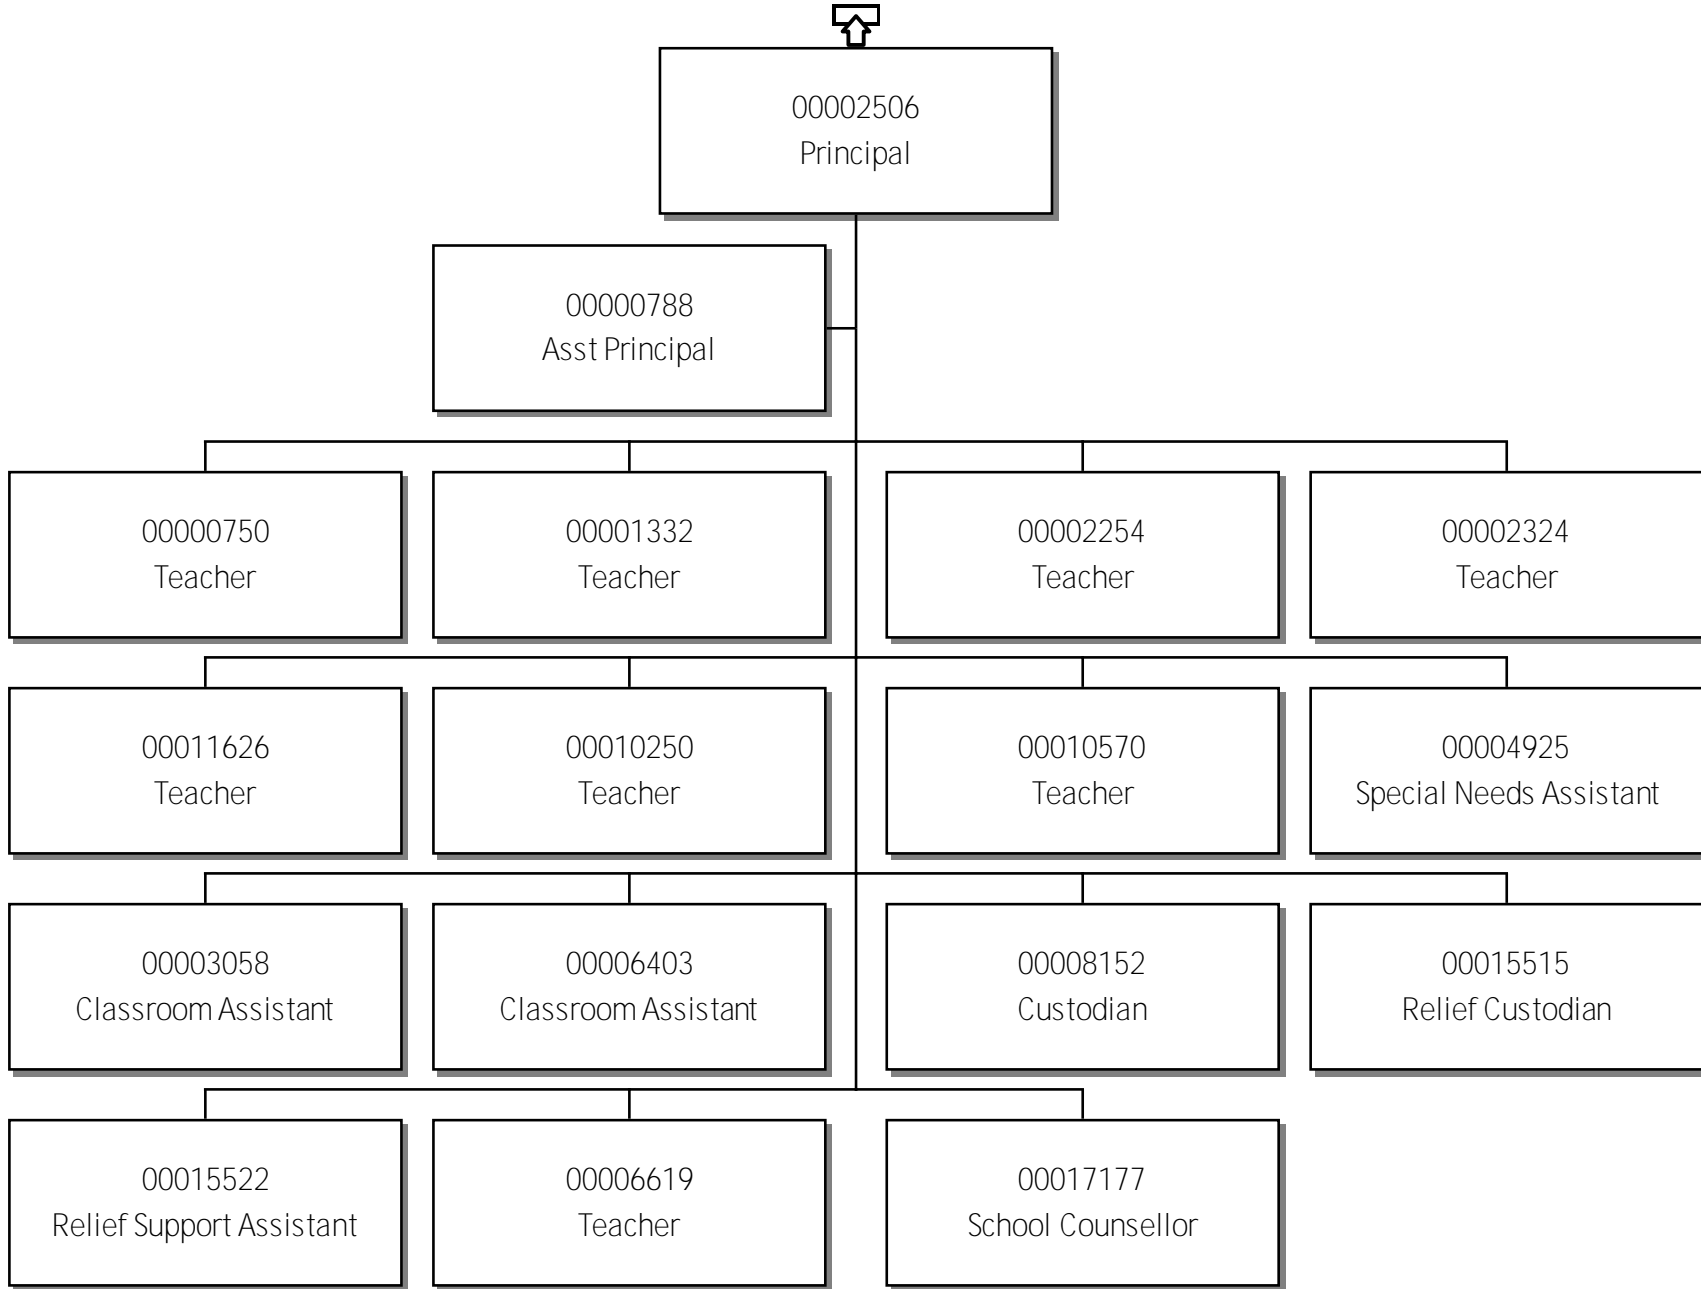 00002506
Principal
00000788
Asst Principal
00000750
Teacher
00001332
Teacher
00002254
Teacher
00002324
Teacher
00011626
Teacher
00010250
Teacher
00010570
Teacher
00004925
Special Needs Assistant
00003058
Classroom Assistant
00006403
Classroom Assistant
00008152
Custodian
00015515
Relief Custodian
00015522
Relief Support Assistant
00006619
Teacher
00017177
School Counsellor